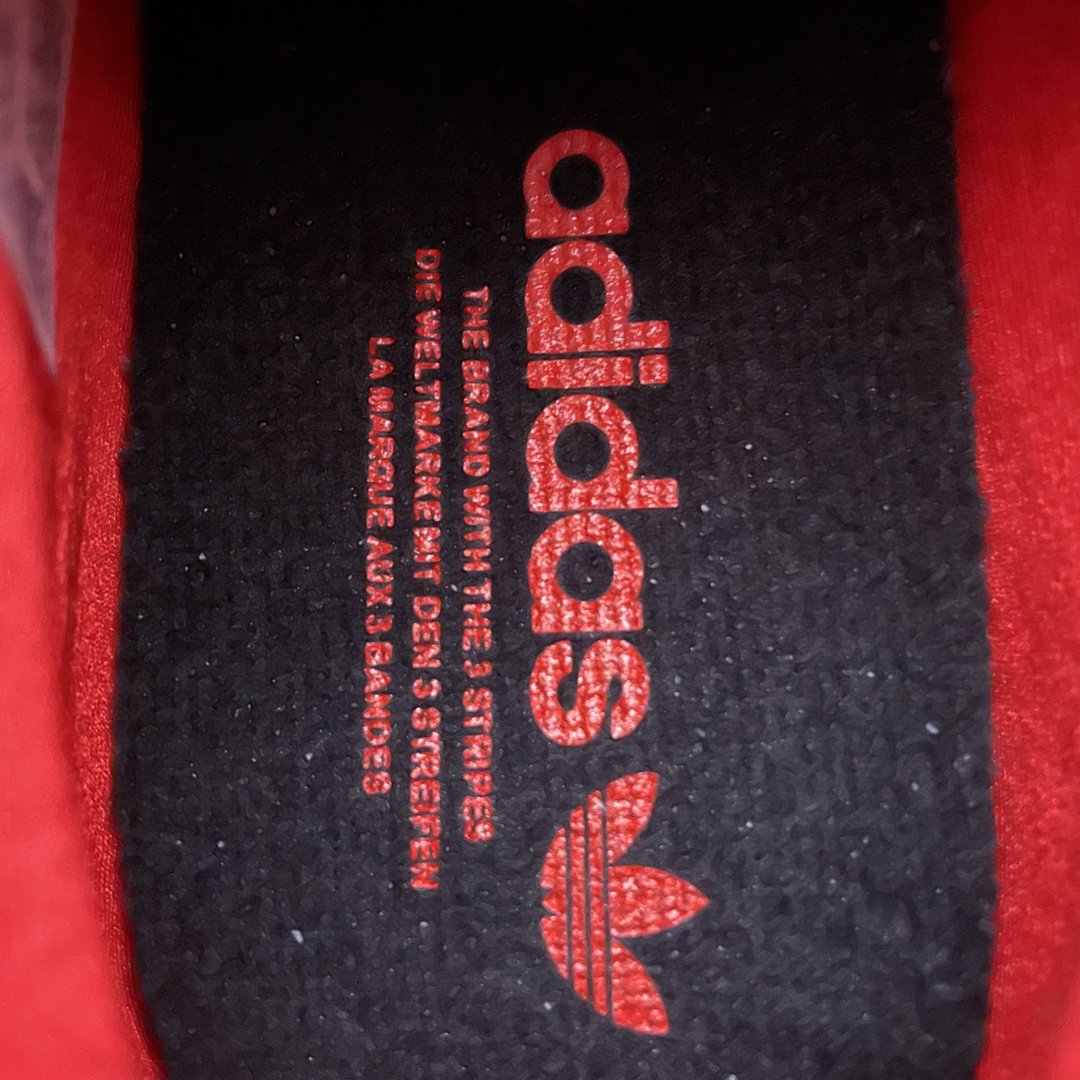 adidas
THE BRAND WITH THE 3 STRIPES
DIE WELTMARKE MIT DEN 3 STREIFEN
LA MARQUE AUX 3 BANDES